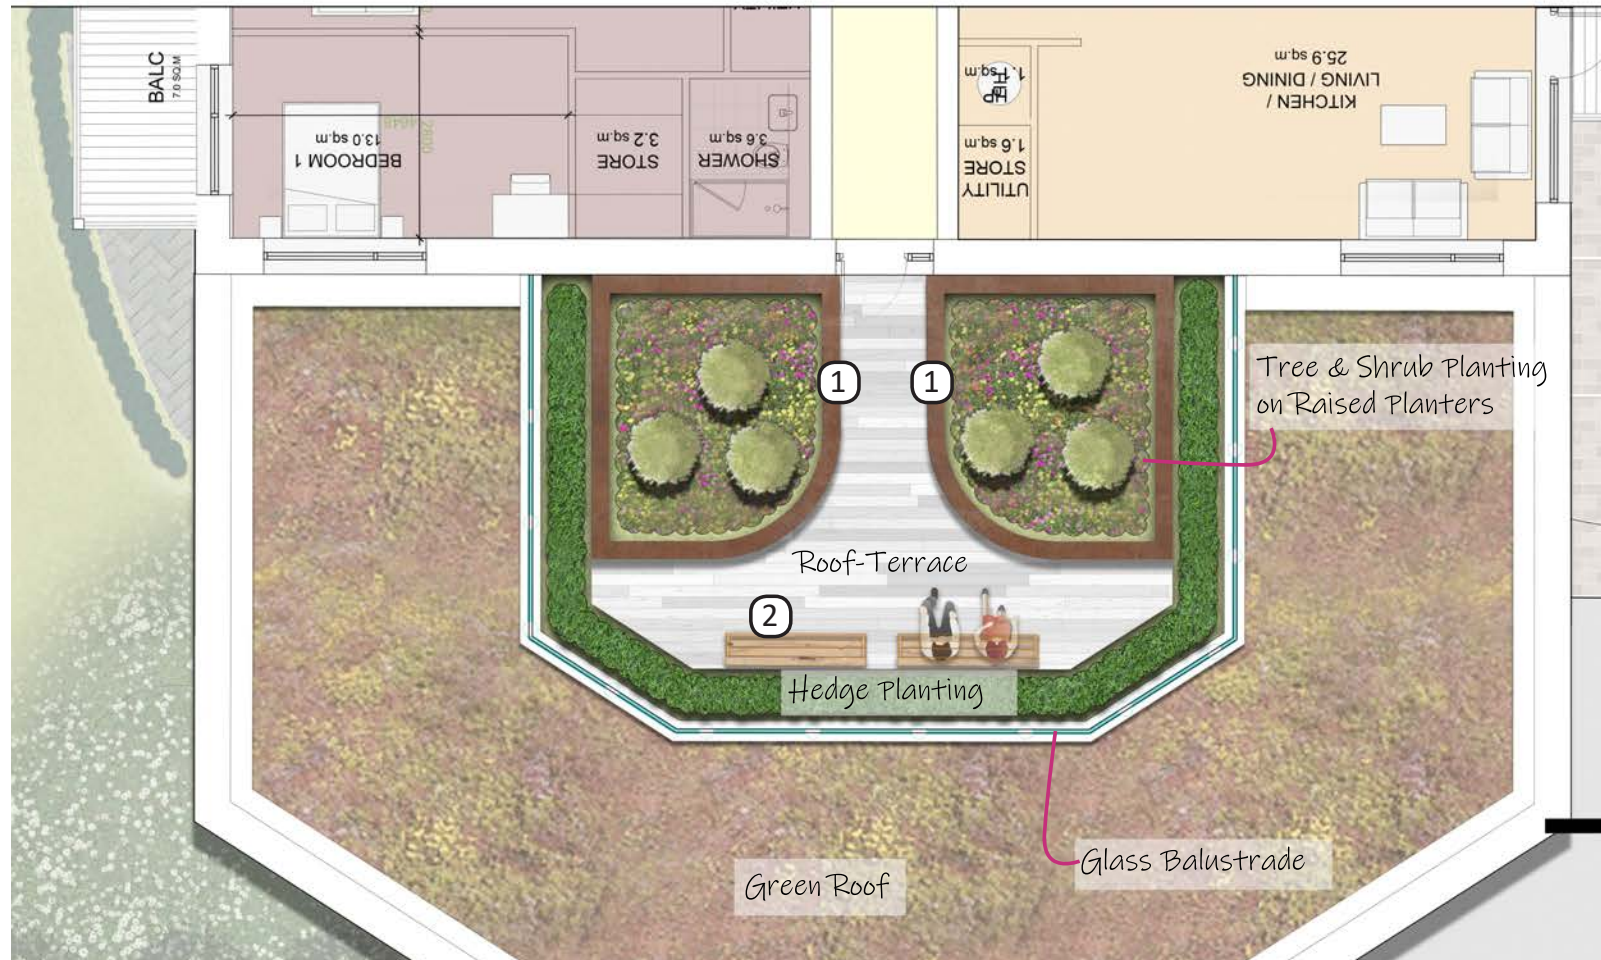 BALC
7.0 SQ.M
BEDROOM 1
13.0 sq.m
STORE
3.2 sq.m
SHOWER
3.6 sq.m
UTILITY
UTILITY
STORE
1.6 sq.m
KITCHEN /
LIVING / DINING
25.9 sq.m
1
1
Tree & Shrub Planting
on Raised Planters
Roof-Terrace
2
Hedge Planting
Glass Balustrade
Green Roof